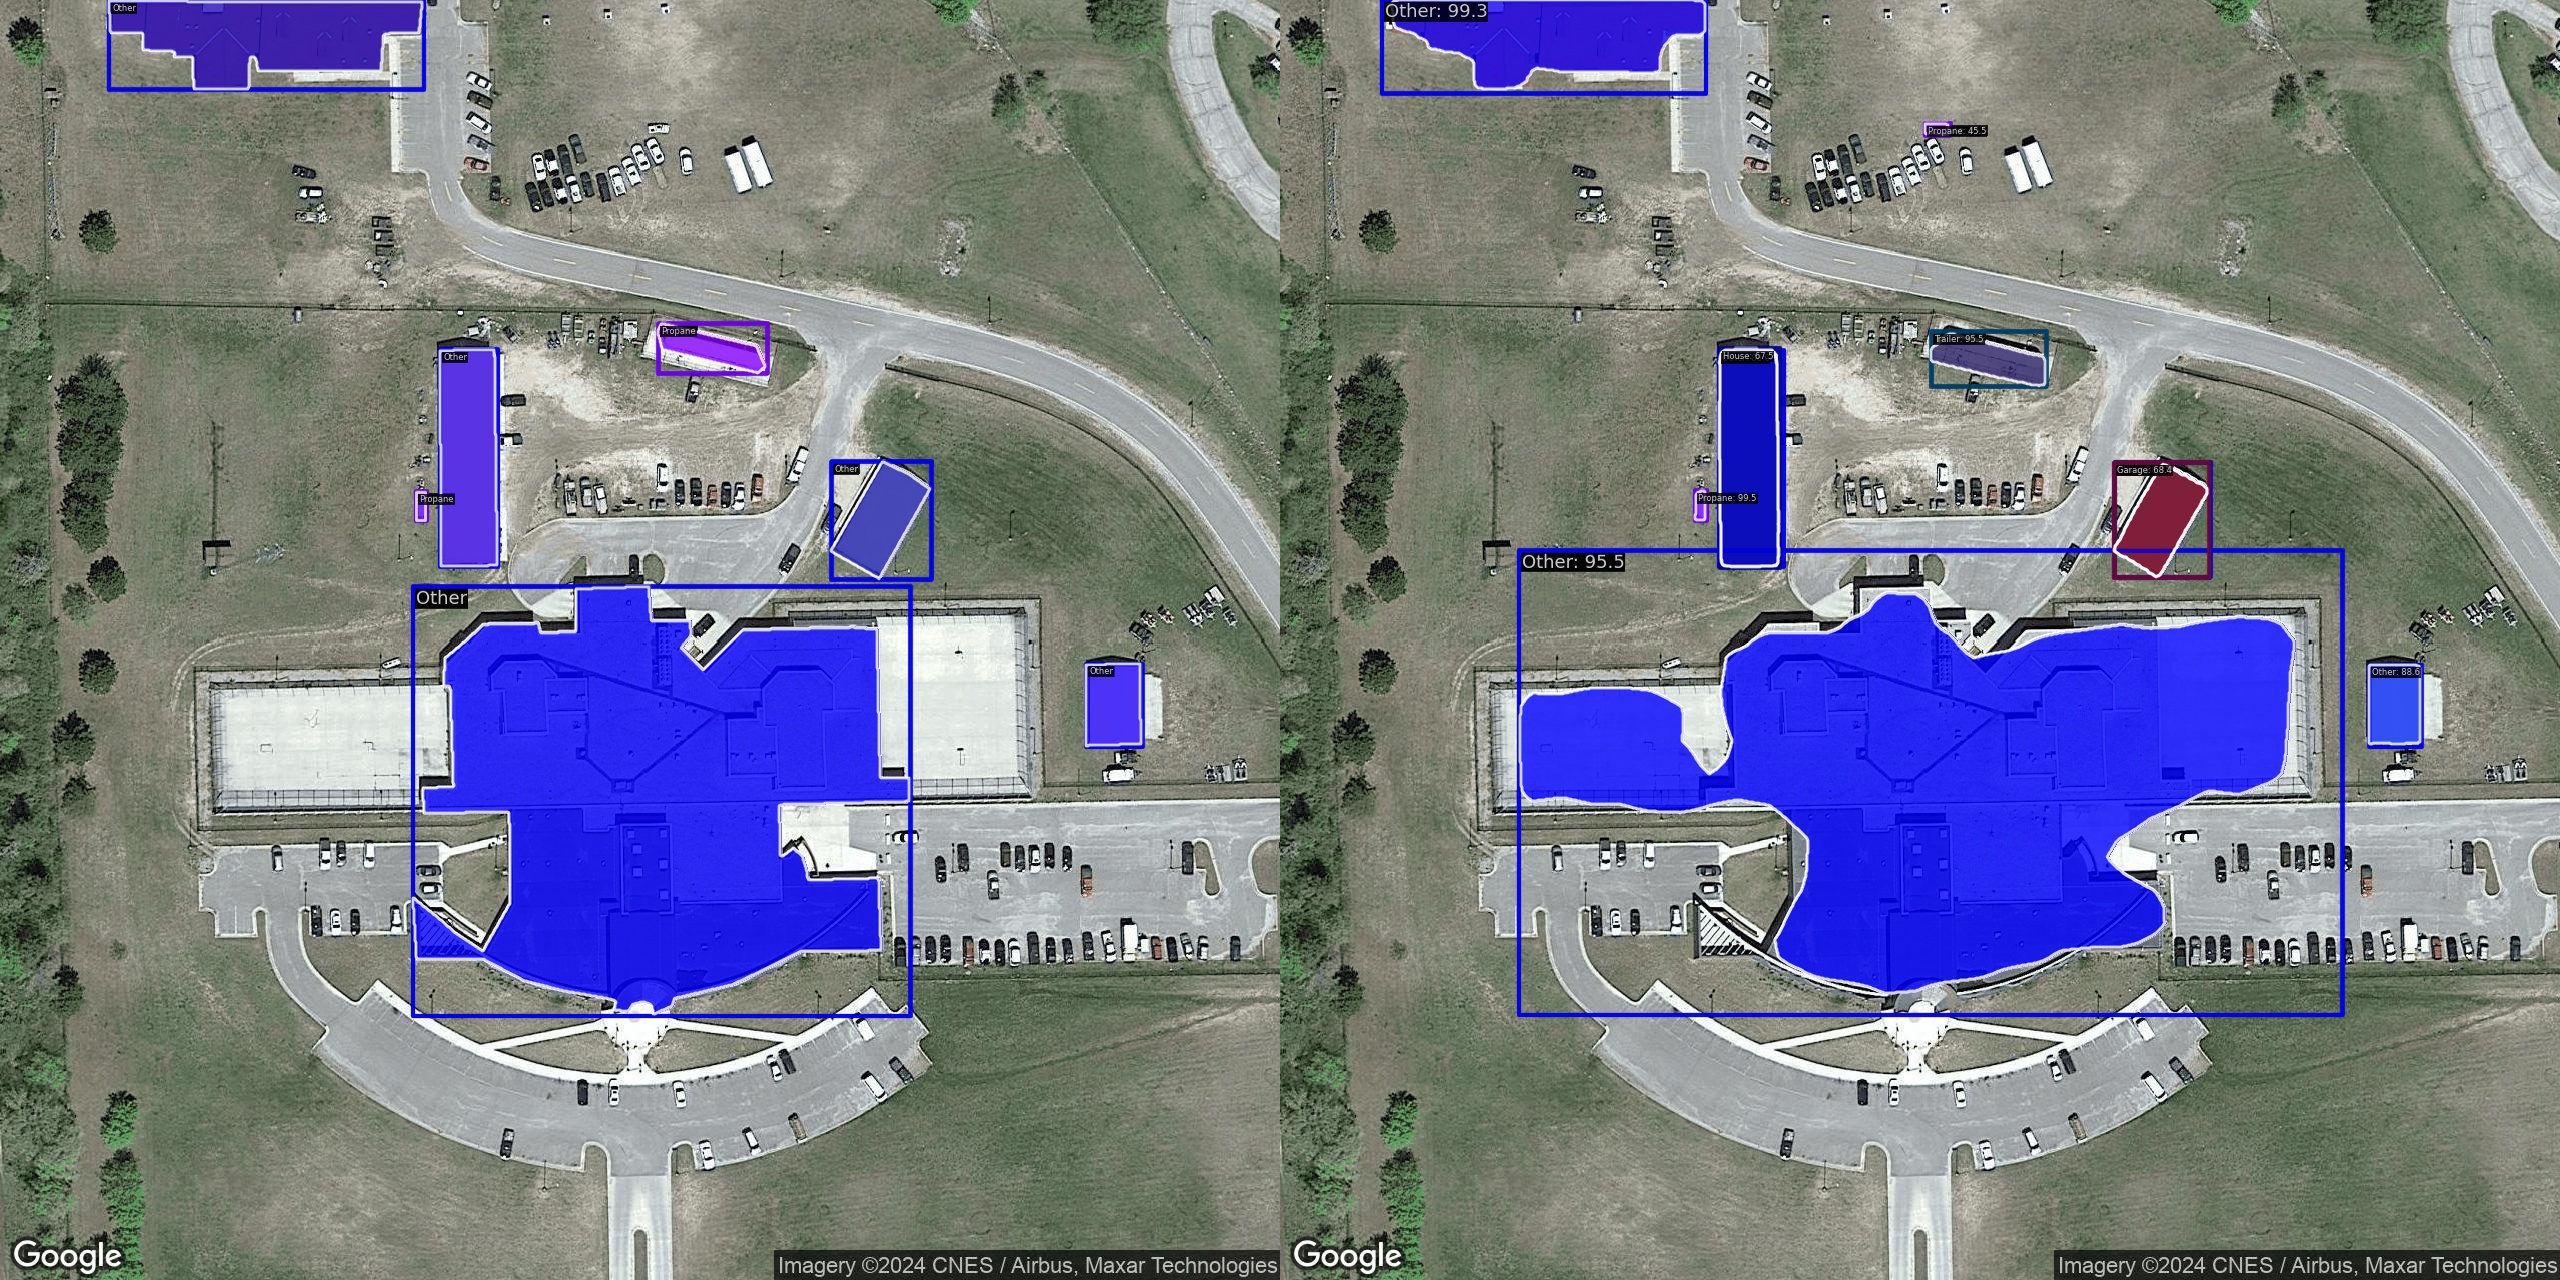 Other
Other
Propane
Other
Propane
Other
Other
Other
Google
Imagery ©2024 CNES / Airbus, Maxar Technologies
Other: 99.3
Propane: 45.5
Trailer: 95.5
House: 67.5
Garage: 68.4
Propane: 99.5
Other: 95.5
Other: 88.6
Google
Imagery ©2024 CNES / Airbus, Maxar Technologies